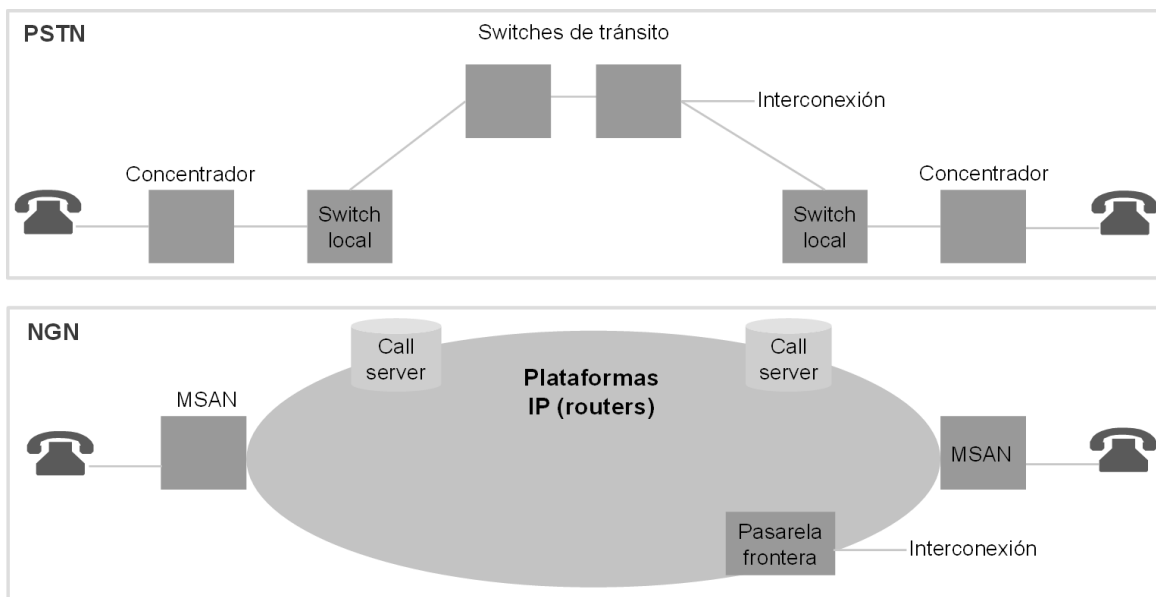 PSTN
Switches de tránsito
Interconexión
Concentrador
Concentrador
Switch
local
Switch
local
NGN
Call
server
Call
server
Plataformas
IP (routers)
MSAN
MSAN
Pasarela
frontera
Interconexión